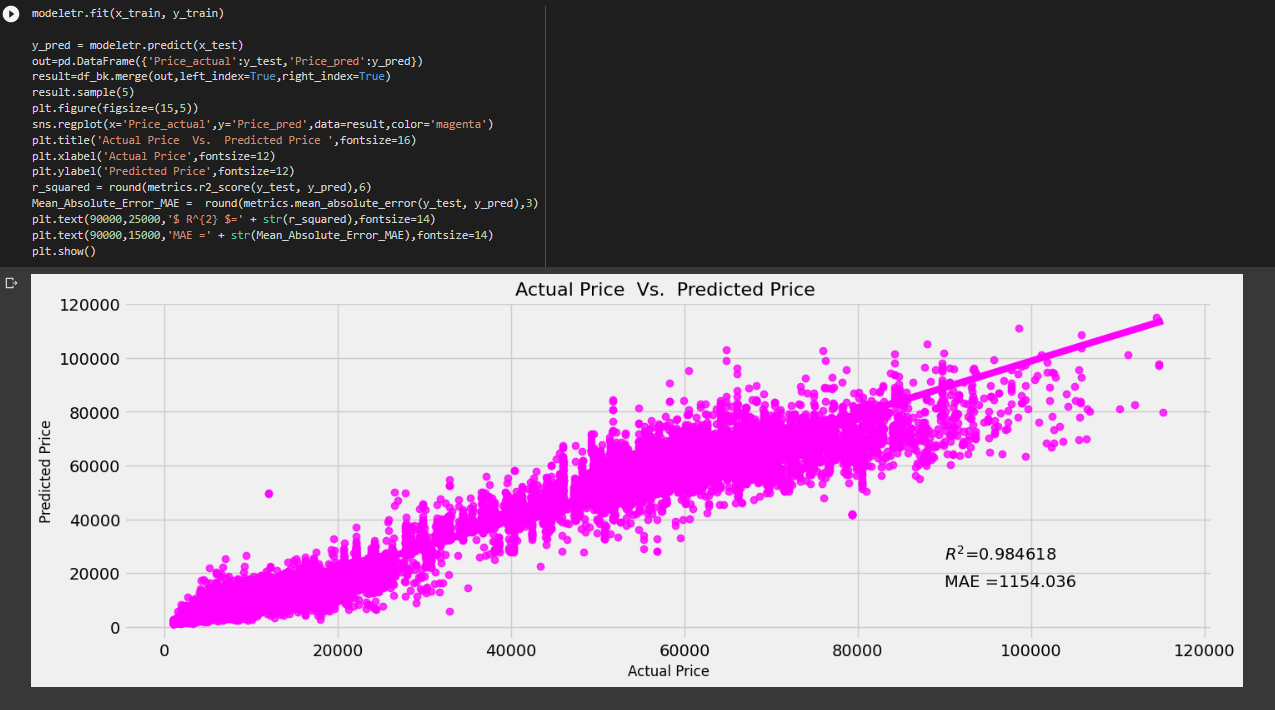 modeletr.fit(x_train, y_train)
y_pred = modeletr.predict(x_test)
out=pd.DataFrame({'Price_actual':y_test,'Price_pred':y_pred})
result=df_bk.merge(out,left_index=True,right_index=True)
result.sample(5)
plt.figure(figsize=(15,5))
sns.regplot(x='Price_actual',y='Price_pred',data=result,color='magenta')
plt.title('Actual Price  Vs.  Predicted Price ',fontsize=16)
plt.xlabel('Actual Price',fontsize=12)
plt.ylabel('Predicted Price',fontsize=12)
r_squared = round(metrics.r2_score(y_test, y_pred),6)
Mean_Absolute_Error_MAE =  round(metrics.mean_absolute_error(y_test, y_pred),3)
plt.text(90000,25000,'$ R^{2} $=' + str(r_squared),fontsize=14)
plt.text(90000,15000,'MAE =' + str(Mean_Absolute_Error_MAE),fontsize=14)
plt.show()
Actual Price  Vs.  Predicted Price
120000
100000
80000
60000
40000
20000
0
Predicted Price
R²=0.984618
MAE =1154.036
0 20000 40000 60000 80000 100000 120000
Actual Price